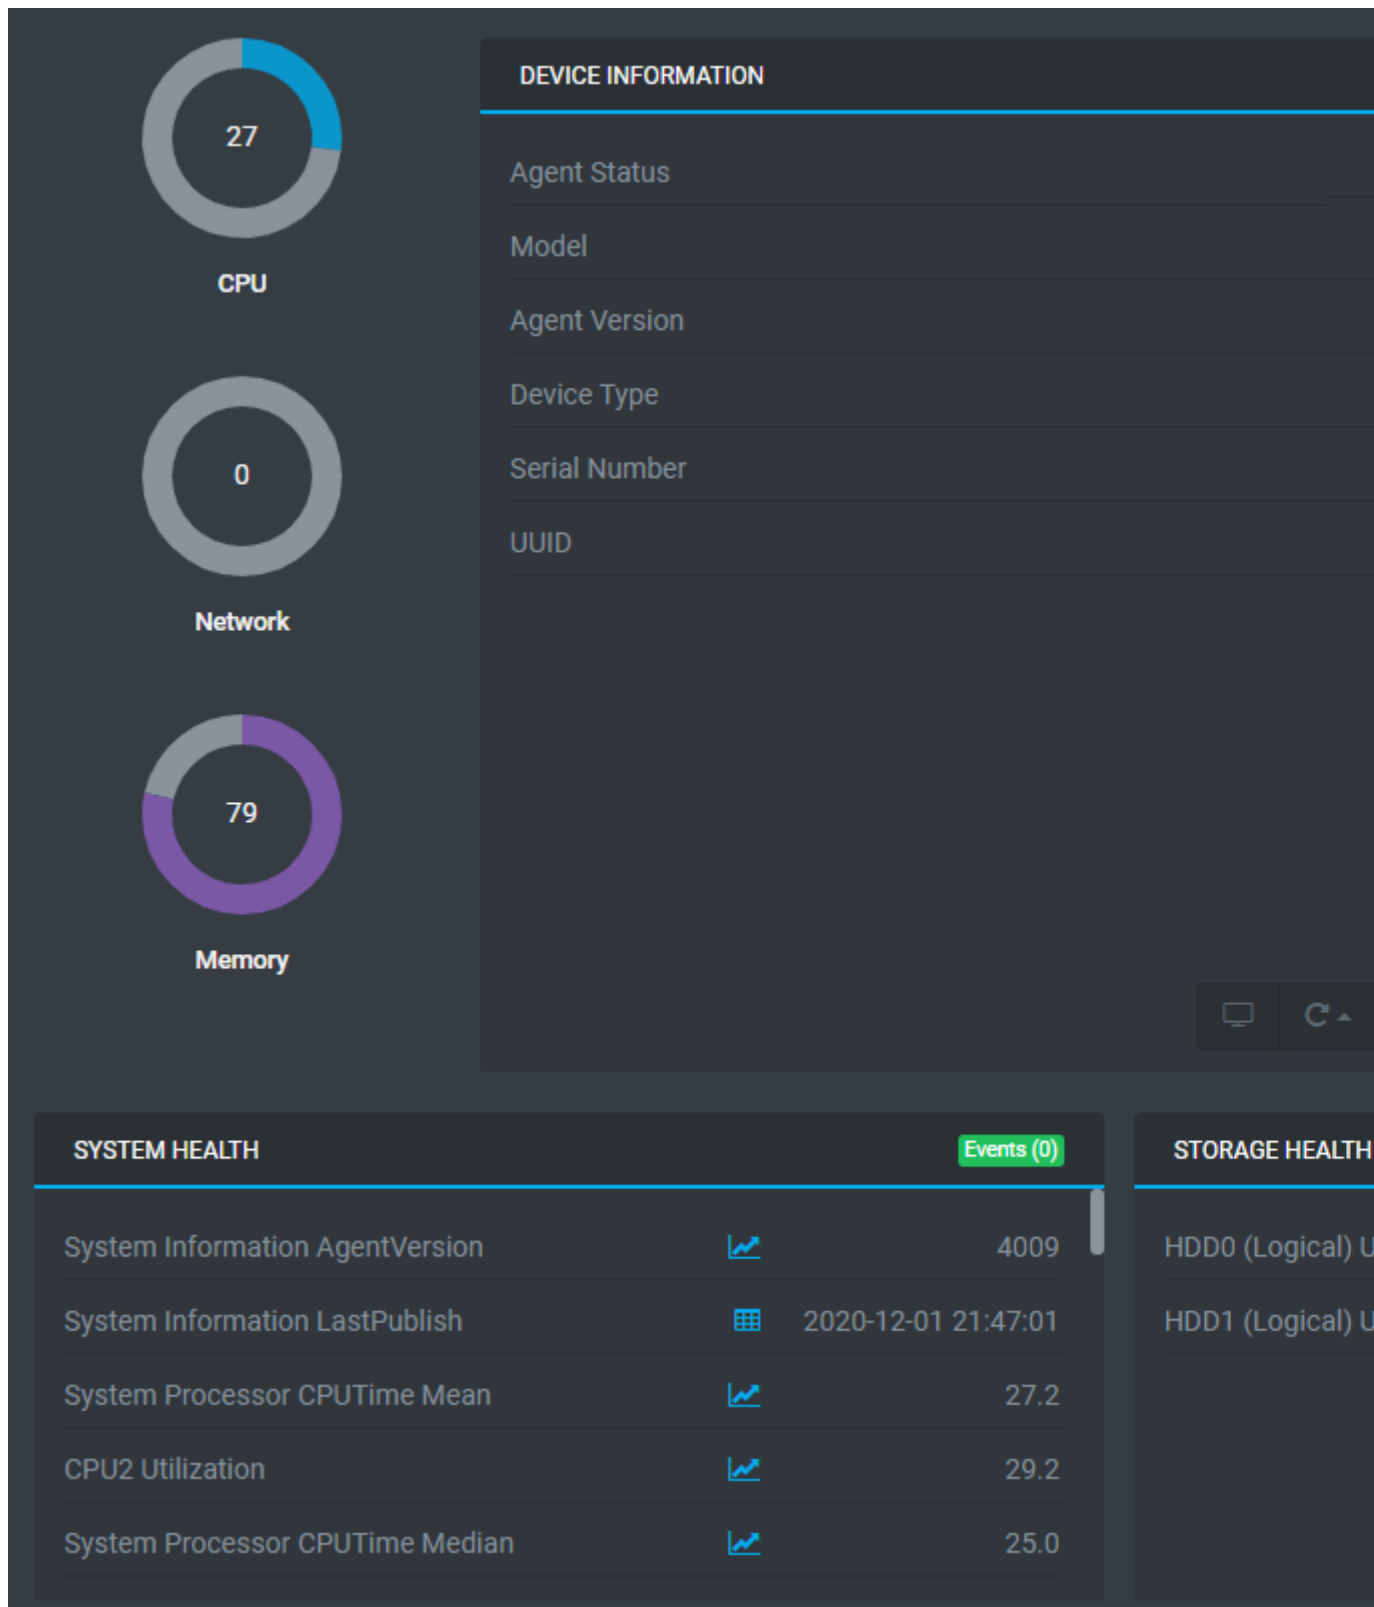 27
CPU
0
Network
79
Memory
DEVICE INFORMATION
Agent Status
Model
Agent Version
Device Type
Serial Number
UUID
SYSTEM HEALTH Events (0)
System Information AgentVersion 4009
System Information LastPublish 2020-12-01 21:47:01
System Processor CPUTime Mean 27.2
CPU2 Utilization 29.2
System Processor CPUTime Median 25.0
STORAGE HEALTH
HDD0 (Logical) U
HDD1 (Logical) U